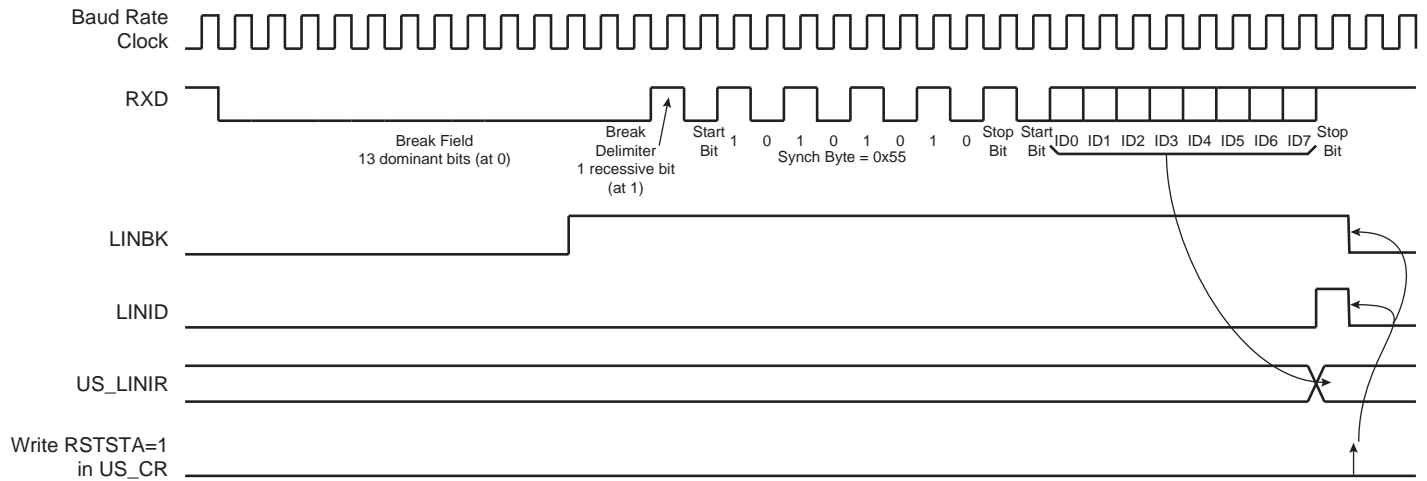 Baud Rate
Clock
RXD
Break Field
13 dominant bits (at 0)
Break
Delimiter
1 recessive bit
(at 1)
Start
Bit
1 0 1 0 1 0 1 0
Synch Byte = 0x55
Stop
Bit
Start
Bit
ID0 ID1 ID2 ID3 ID4 ID5 ID6 ID7
Stop
Bit
LINBK
LINID
US_LINIR
Write RSTSTA=1
in US_CR